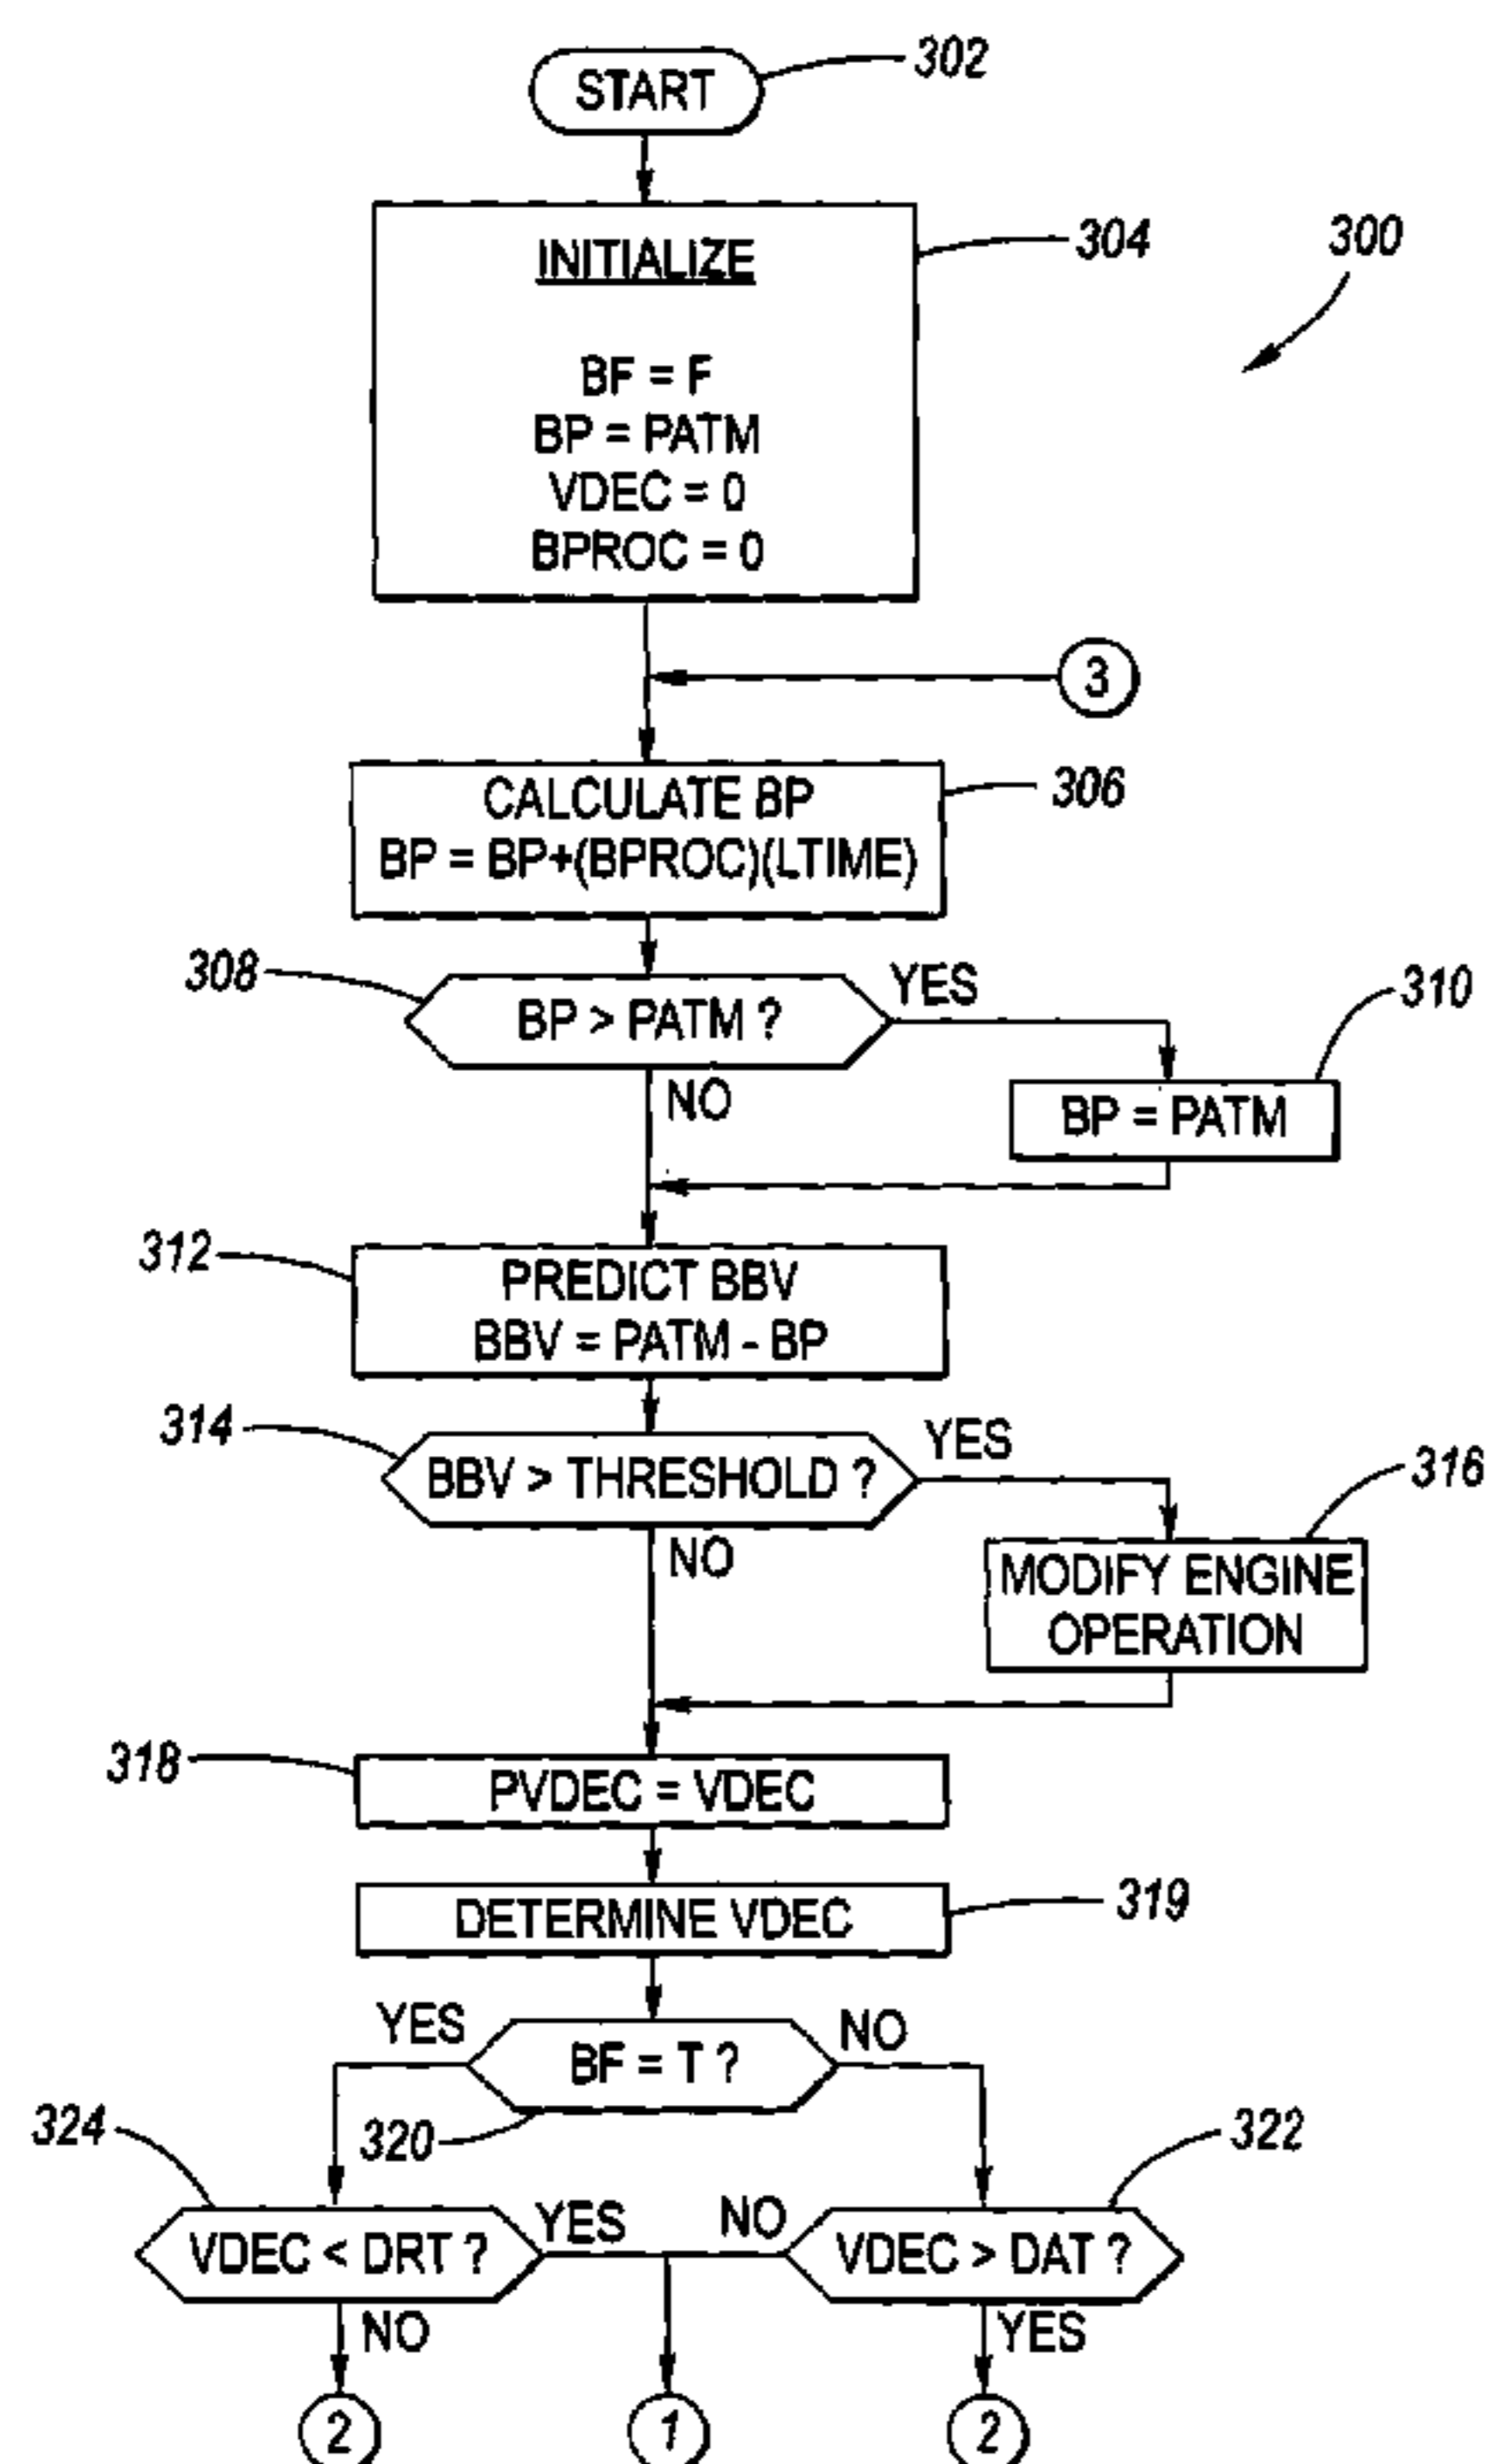 302
START
304
300
INITIALIZE
BF = F
BP = PATM
VDEC = 0
BPROC = 0
3
306
CALCULATE BP
BP = BP+(BPROC)(LTIME)
308
BP > PATM ?
YES
310
NO
BP = PATM
312
PREDICT BBV
BBV = PATM - BP
314
BBV > THRESHOLD ?
YES
316
NO
MODIFY ENGINE
OPERATION
318
PVDEC = VDEC
319
DETERMINE VDEC
YES
BF = T ?
NO
324
320
322
VDEC < DRT ?
YES
NO
VDEC > DAT ?
NO
YES
2
1
2